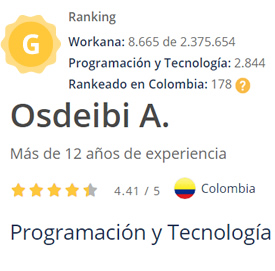 G
Ranking
Workana: 8.665 de 2.375.654
Programación y Tecnología: 2.844
Rankeado en Colombia: 178 ?
Osdeibi A.
Más de 12 años de experiencia
4.41 / 5 Colombia
Programación y Tecnología